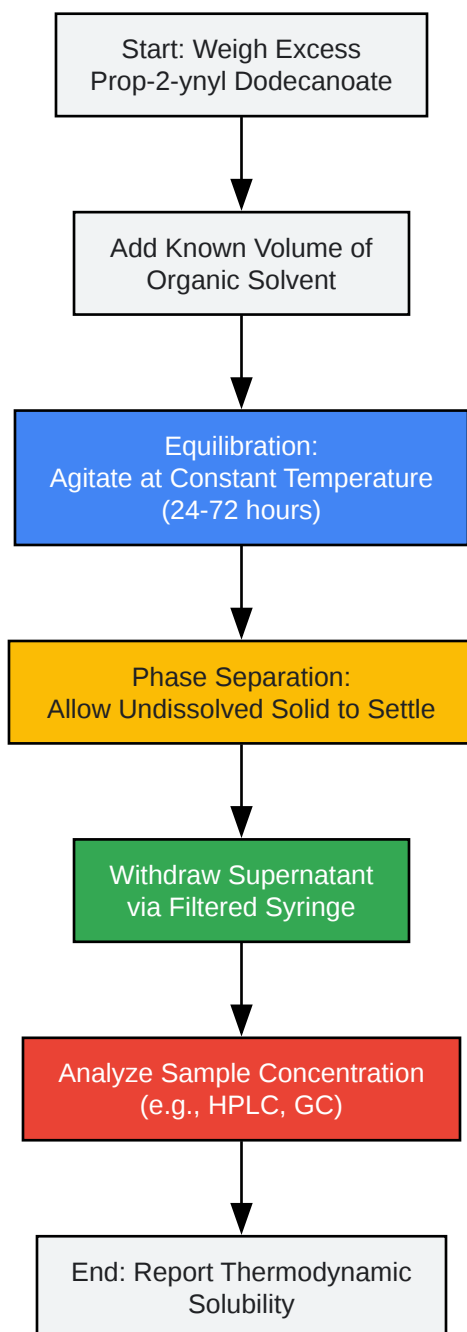 Start: Weigh Excess
Prop-2-ynyl Dodecanoate
Add Known Volume of
Organic Solvent
Equilibration:
Agitate at Constant Temperature
(24-72 hours)
Phase Separation:
Allow Undissolved Solid to Settle
Withdraw Supernatant
via Filtered Syringe
Analyze Sample Concentration
(e.g., HPLC, GC)
End: Report Thermodynamic
Solubility